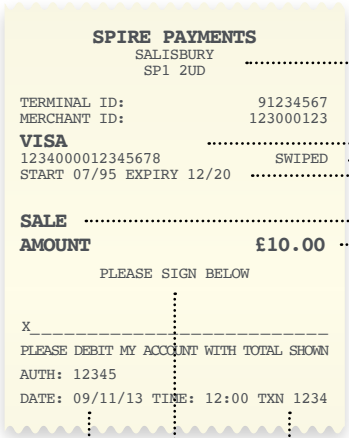 SPIRE PAYMENTS
SALISBURY
SP1 2UD
TERMINAL ID: 91234567
MERCHANT ID: 123000123
VISA
1234000012345678 SWIPED
START 07/95 EXPIRY 12/20
SALE
AMOUNT £10.00
PLEASE SIGN BELOW
X____________________________
PLEASE DEBIT MY ACCOUNT WITH TOTAL SHOWN
AUTH: 12345
DATE: 09/11/13 TIME: 12:00 TXN 1234